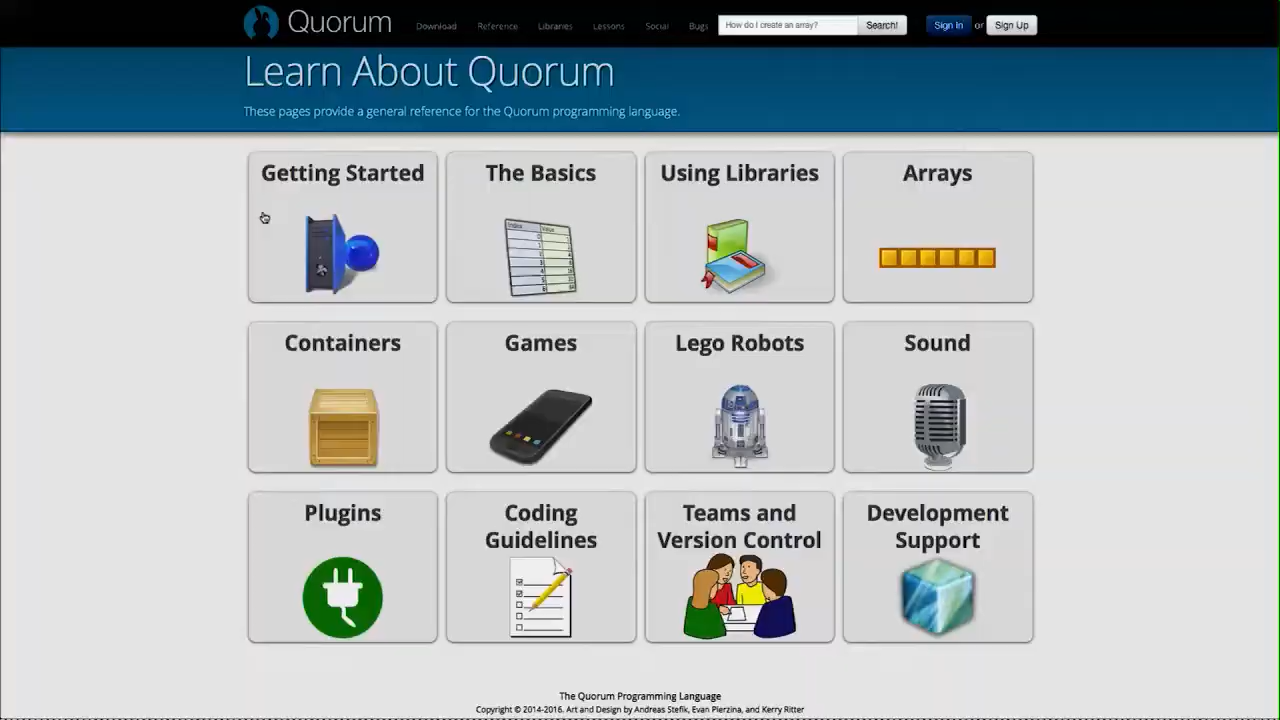 Quorum
Download Reference Libraries Lessons Social Bugs How do I create an array? Search! Sign In or Sign Up
Learn About Quorum
These pages provide a general reference for the Quorum programming language.
Getting Started
The Basics
Index Value
Using Libraries
Arrays
Containers
Games
Lego Robots
Sound
Plugins
Coding
Guidelines
Teams and
Version Control
Development
Support
The Quorum Programming Language
Copyright © 2014-2016. Art and Design by Andreas Stefik, Evan Pierzina, and Kerry Ritter